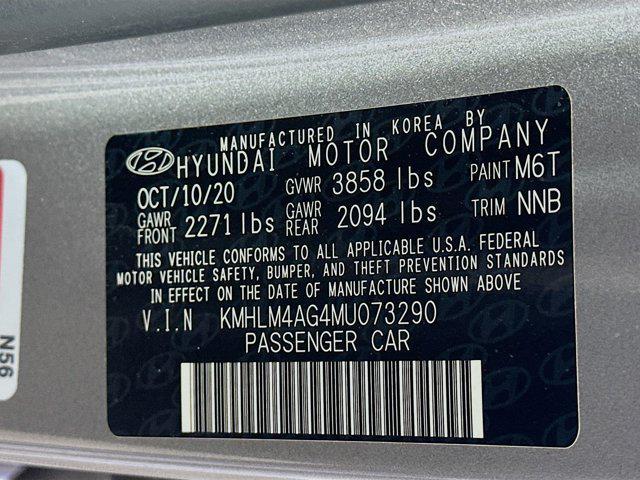 MANUFACTURED IN KOREA BY
HYUNDAI MOTOR COMPANY
OCT/10/20 GVWR 3858 lbs PAINT M6T
GAWR FRONT 2271 lbs GAWR REAR 2094 lbs TRIM NNB
THIS VEHICLE CONFORMS TO ALL APPLICABLE U.S.A. FEDERAL
MOTOR VEHICLE SAFETY, BUMPER, AND THEFT PREVENTION STANDARDS
IN EFFECT ON THE DATE OF MANUFACTURE SHOWN ABOVE
V.I.N KMHLM4AG4MU073290
PASSENGER CAR
N56